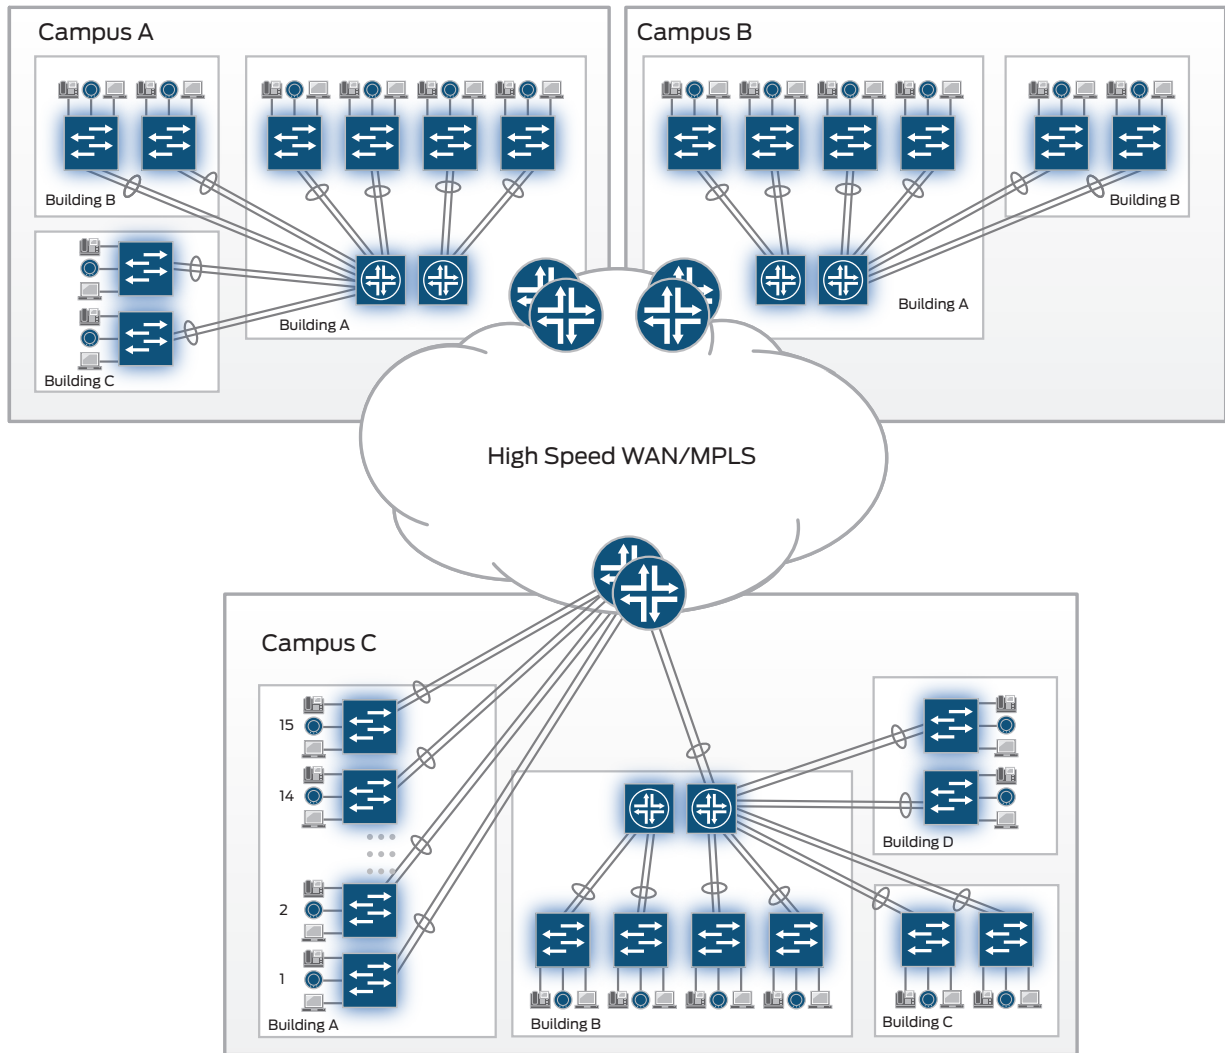 Campus A
Campus B
Building B
Building B
Building A
Building A
Building C
High Speed WAN/MPLS
Campus C
15
14
2
1
Building D
Building A
Building B
Building C